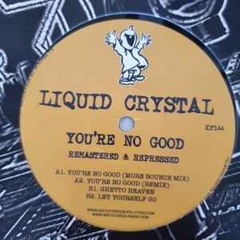 LIQUID CRYSTAL
KF144
YOU'RE NO GOOD
REMASTERED & REPRESSED
A1. YOU'RE NO GOOD (MORE BOUNCE MIX)
A2. YOU'RE NO GOOD (REMIX)
B1. GHETTO HEAVEN
B2. LET YOURSELF GO